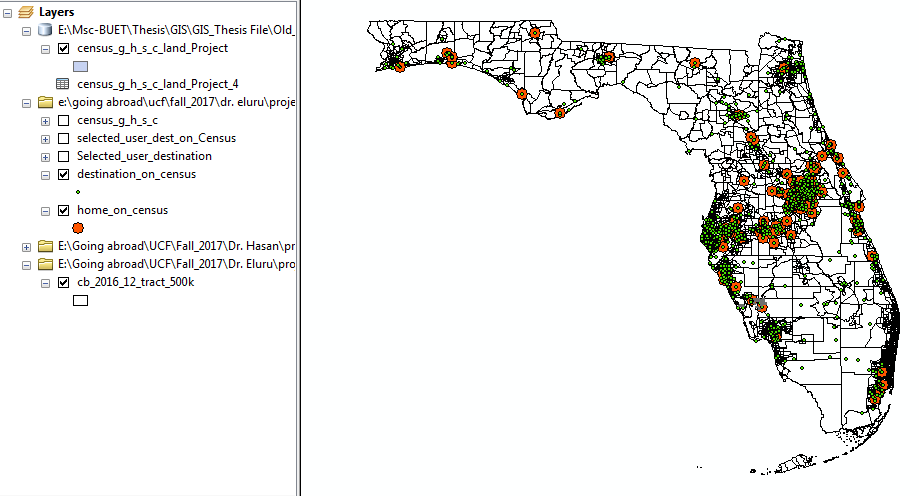 Layers
E:\Msc-BUET\Thesis\GIS\GIS_Thesis File\Old_
census_g_h_s_c_land_Project
census_g_h_s_c_land_Project_4
e:\going abroad\ucf\fall_2017\dr. eluru\proje
census_g_h_s_c
selected_user_dest_on_Census
Selected_user_destination
destination_on_census
home_on_census
E:\Going abroad\UCF\Fall_2017\Dr. Hasan\pr
E:\Going abroad\UCF\Fall_2017\Dr. Eluru\pro
cb_2016_12_tract_500k